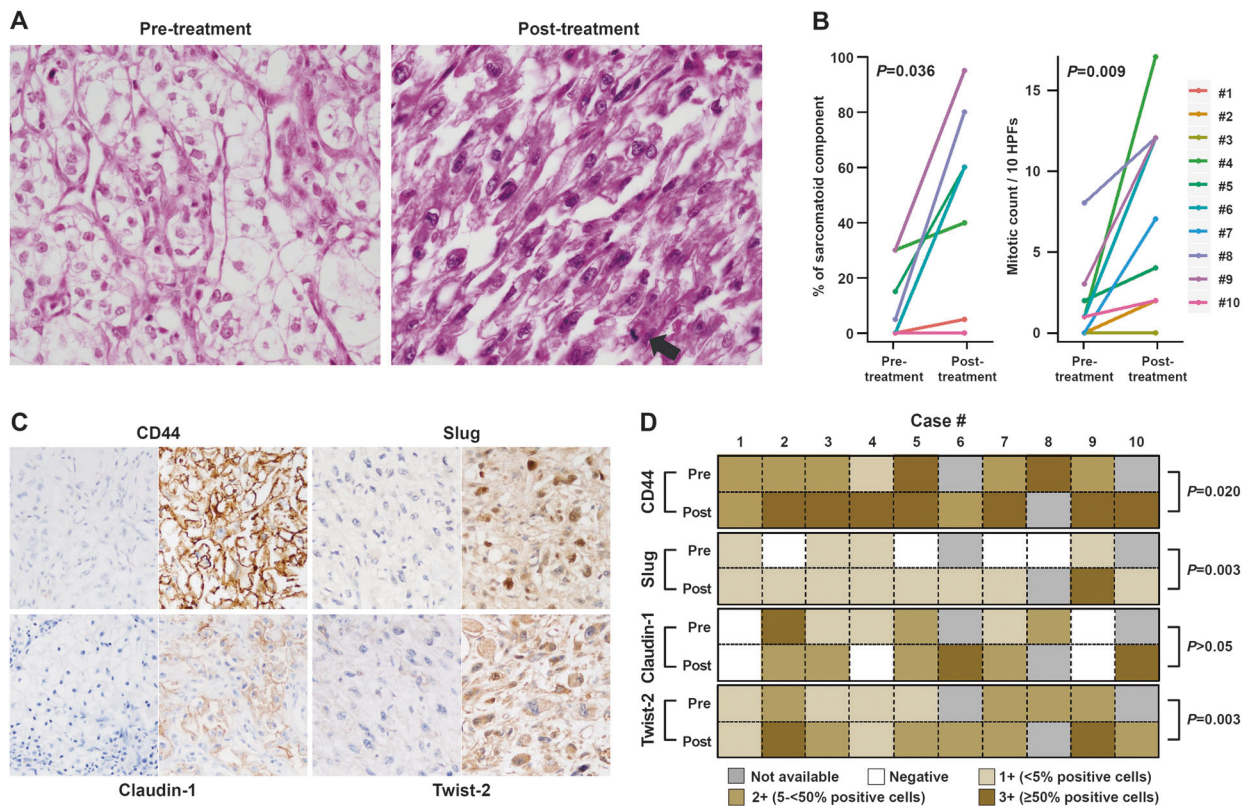 A
Pre-treatment
Post-treatment
B
% of sarcomatoid component
100
80
60
40
20
0
P=0.036
Pre-
treatment
Post-
treatment
Mitotic count / 10 HPFs
15
10
5
0
P=0.009
Pre-
treatment
Post-
treatment
#1
#2
#3
#4
#5
#6
#7
#8
#9
#10
C
CD44
Slug
Claudin-1
Twist-2
D
Case #
1 2 3 4 5 6 7 8 9 10
CD44
Pre
Post
P=0.020
Slug
Pre
Post
P=0.003
Claudin-1
Pre
Post
P>0.05
Twist-2
Pre
Post
P=0.003
Not available
Negative
1+ (<5% positive cells)
2+ (5-<50% positive cells)
3+ (≥50% positive cells)